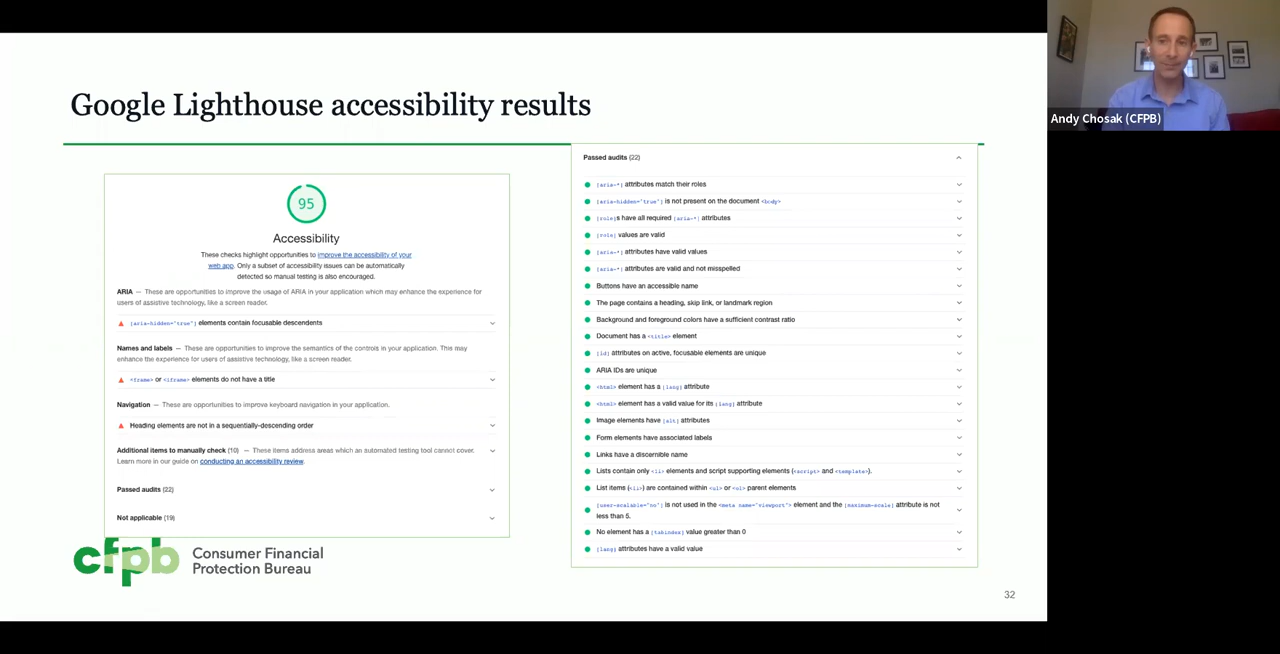 Google Lighthouse accessibility results
95
Accessibility
These checks highlight opportunities to improve the accessibility of your
web app. Only a subset of accessibility issues can be automatically
detected so manual testing is also encouraged.
ARIA — These are opportunities to improve the usage of ARIA in your application which may enhance the experience for
users of assistive technology, like a screen reader.
[aria-hidden="true"] elements contain focusable descendents
Names and labels — These are opportunities to improve the semantics of the controls in your application. This may
enhance the experience for users of assistive technology, like a screen reader.
<frame> or <iframe> elements do not have a title
Navigation — These are opportunities to improve keyboard navigation in your application.
Heading elements are not in a sequentially-descending order
Additional items to manually check (10) — These items address areas which an automated testing tool cannot cover.
Learn more in our guide on conducting an accessibility review.
Passed audits (22)
Not applicable (19)
Passed audits (22)
[aria-*] attributes match their roles
[aria-hidden="true"] is not present on the document <body>
[role]s have all required [aria-*] attributes
[role] values are valid
[aria-*] attributes have valid values
[aria-*] attributes are valid and not misspelled
Buttons have an accessible name
The page contains a heading, skip link, or landmark region
Background and foreground colors have a sufficient contrast ratio
Document has a <title> element
[id] attributes on active, focusable elements are unique
ARIA IDs are unique
<html> element has a [lang] attribute
<html> element has a valid value for its [lang] attribute
Image elements have [alt] attributes
Form elements have associated labels
Links have a discernible name
Lists contain only <li> elements and script supporting elements (<script> and <template>).
List items (<li>) are contained within <ul> or <ol> parent elements
[user-scalable="no"] is not used in the <meta name="viewport"> element and the [maximum-scale] attribute is not
less than 5.
No element has a [tabindex] value greater than 0
[lang] attributes have a valid value
cfpb
Consumer Financial
Protection Bureau
32
Andy Chosak (CFPB)